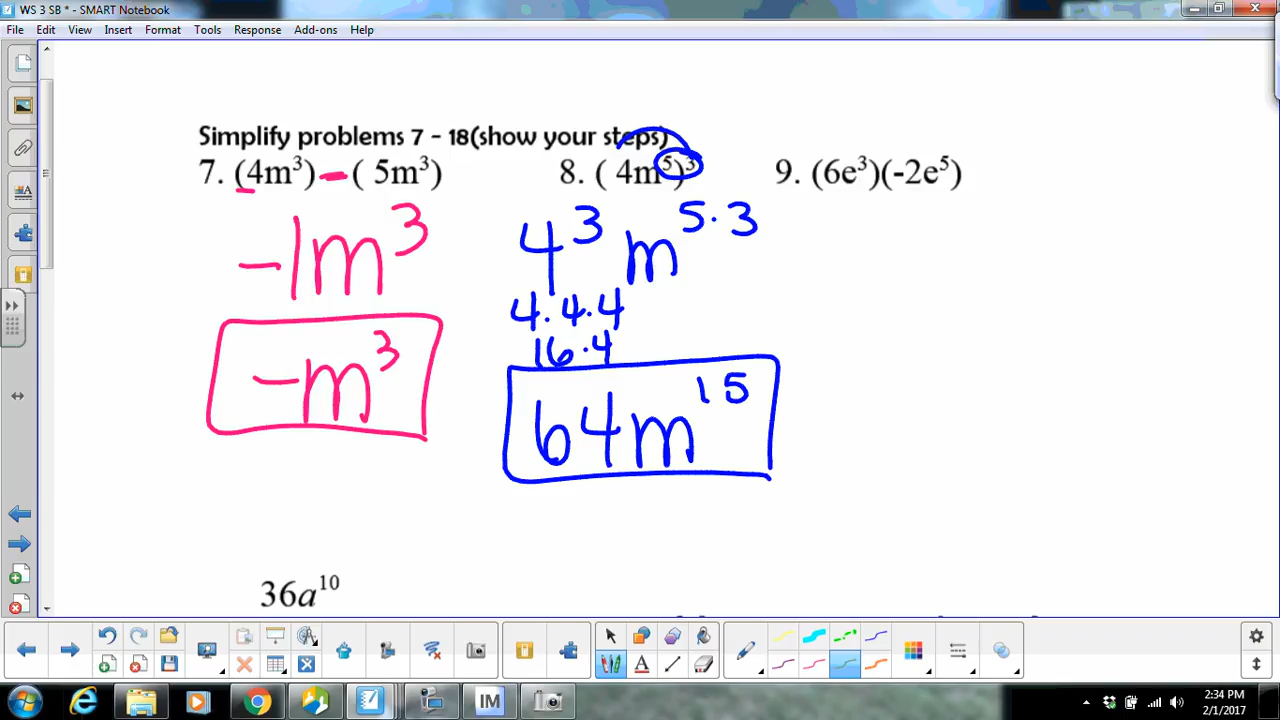 WS 3 SB * - SMART Notebook
File Edit View Insert Format Tools Response Add-ons Help
Simplify problems 7 - 18(show your steps)
7. (4m³) - ( 5m³) 8. ( 4m⁵)³ 9. (6e³)(-2e⁵)
-1m³ 4³ m⁵·³
4·4·4
16·4
-m³ 64m¹⁵
36a¹⁰
IM
2:34 PM
2/1/2017